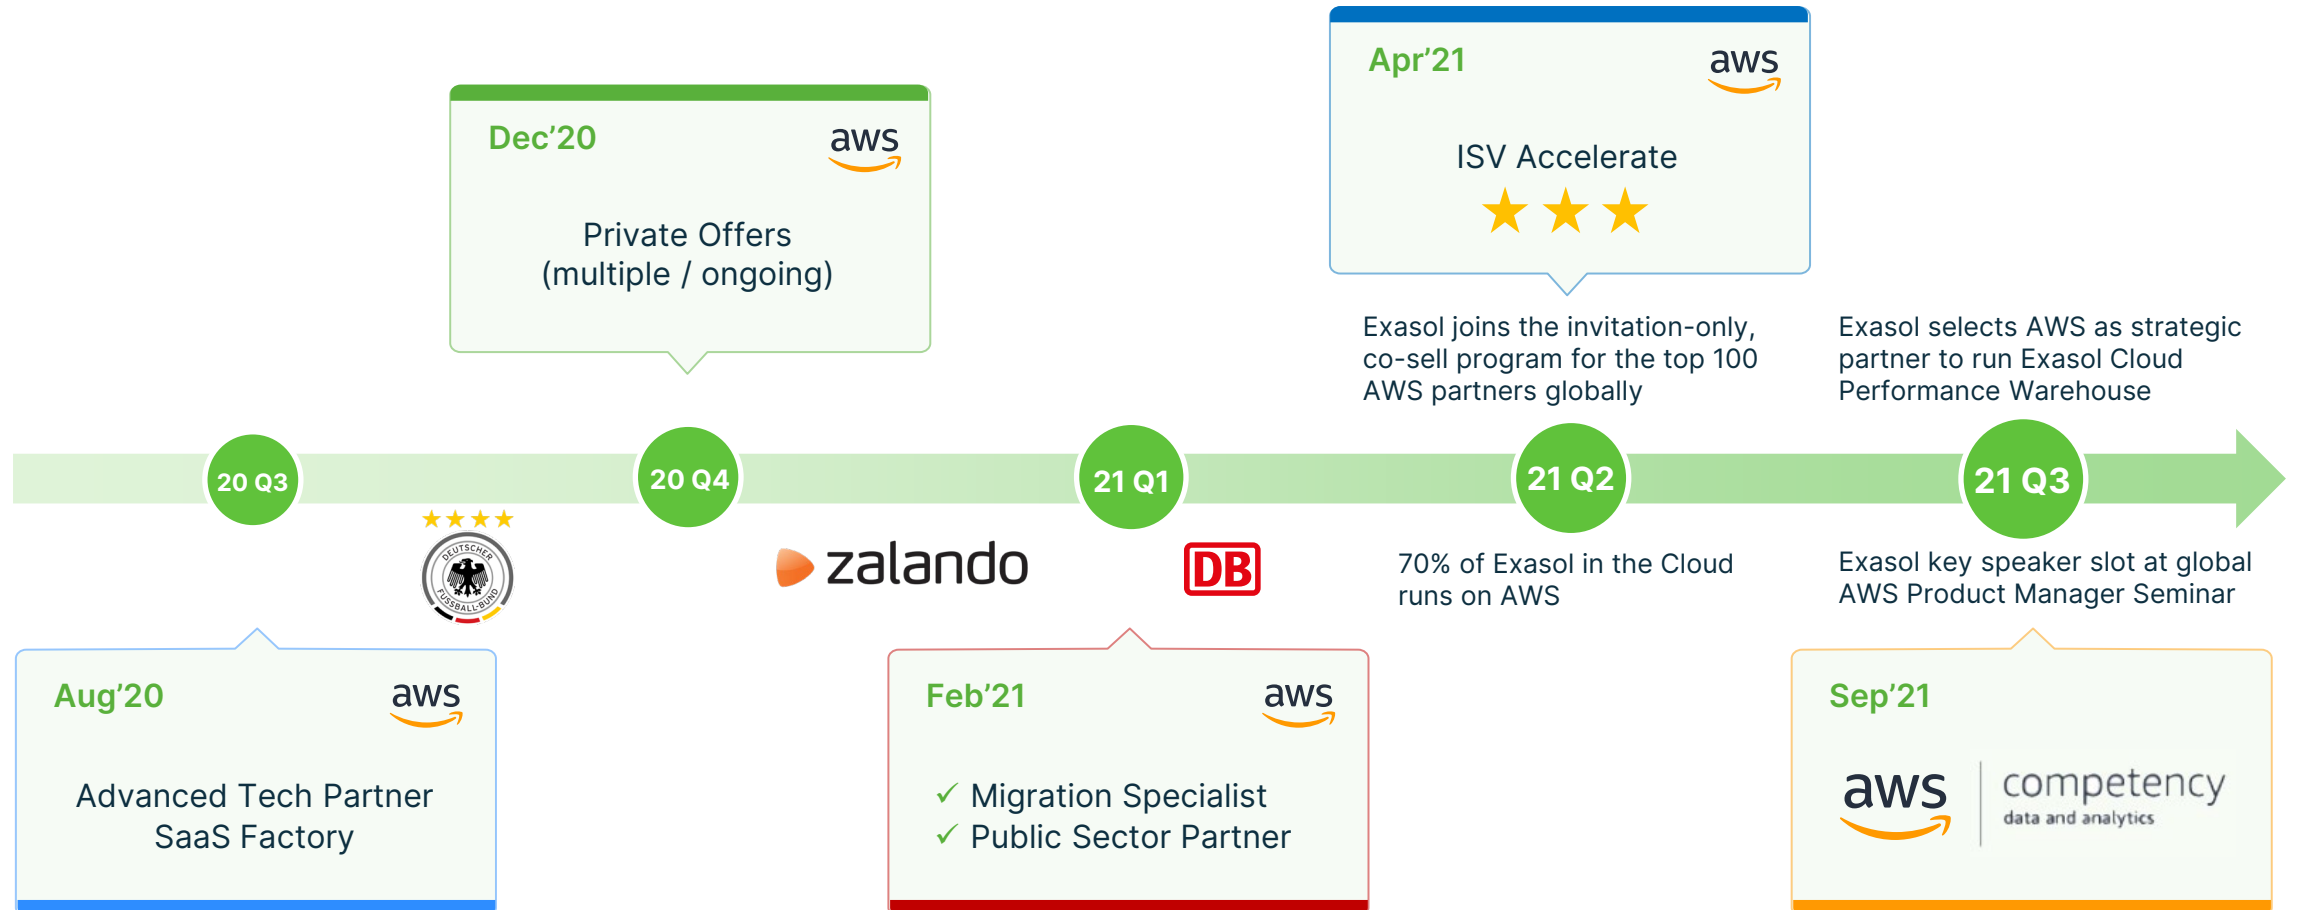 Apr'21
aws
ISV Accelerate
Dec'20
aws
Private Offers
(multiple / ongoing)
Exasol joins the invitation-only,
co-sell program for the top 100
AWS partners globally
Exasol selects AWS as strategic
partner to run Exasol Cloud
Performance Warehouse
20 Q3
20 Q4
21 Q1
21 Q2
21 Q3
DEUTSCHER
FUSSBALL-BUND
zalando
DB
70% of Exasol in the Cloud
runs on AWS
Exasol key speaker slot at global
AWS Product Manager Seminar
Aug'20
aws
Advanced Tech Partner
SaaS Factory
Feb'21
aws
✓ Migration Specialist
✓ Public Sector Partner
Sep'21
aws
competency
data and analytics